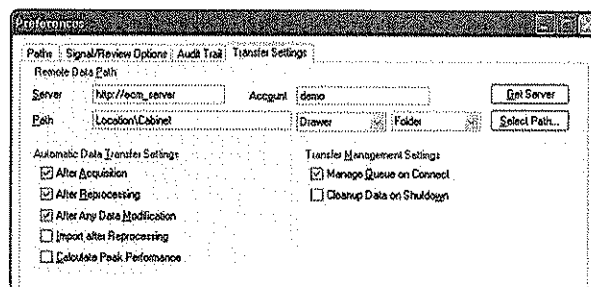 Preferences
Paths Signal/Review Options Audit Trail Transfer Settings
Remote Data Path
Server http://ecm_server Account demo Get Server
Path Location\Cabinet Drawer Folder Select Path...
Automatic Data Transfer Settings Transfer Management Settings
After Acquisition Manage Queue on Connect
After Reprocessing Cleanup Data on Shutdown
After Any Data Modification
Import after Reprocessing
Calculate Peak Performance